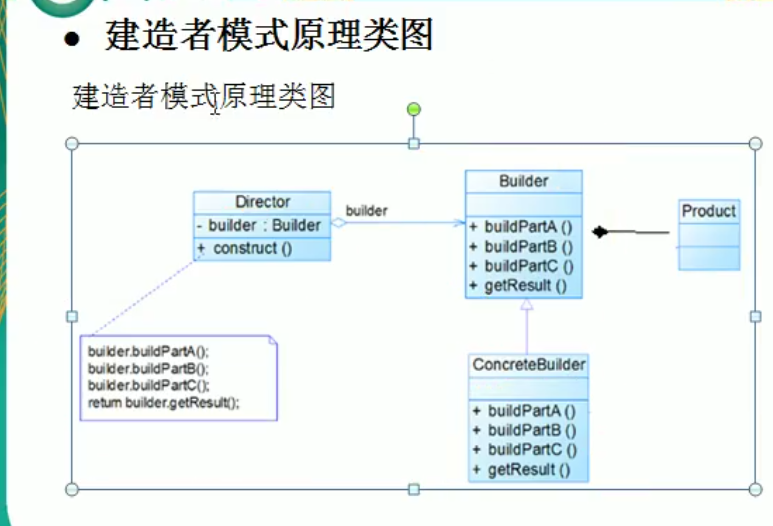 • 建造者模式原理类图
建造者模式原理类图
Director
- builder : Builder
+ construct ()
builder
Builder
+ buildPartA ()
+ buildPartB ()
+ buildPartC ()
+ getResult ()
Product
builder.buildPartA();
builder.buildPartB();
builder.buildPartC();
return builder.getResult();
ConcreteBuilder
+ buildPartA ()
+ buildPartB ()
+ buildPartC ()
+ getResult ()